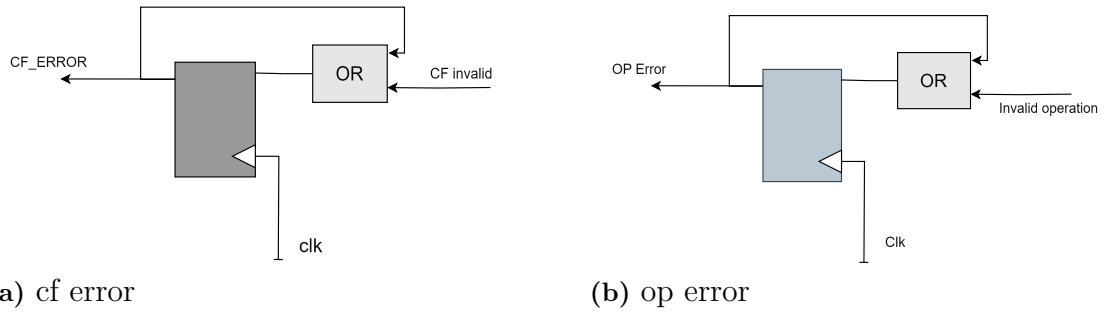 CF_ERROR
OR
CF invalid
clk
OP Error
OR
Invalid operation
Clk
a) cf error
(b) op error